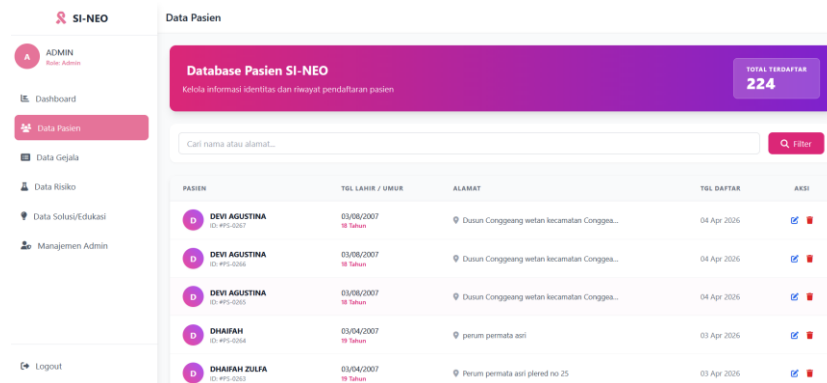 SI-NEO
Data Pasien
A
ADMIN
Role: Admin
Dashboard
Data Pasien
Data Gejala
Data Risiko
Data Solusi/Edukasi
Manajemen Admin
Logout
Database Pasien SI-NEO
Kelola informasi identitas dan riwayat pendaftaran pasien
TOTAL TERDAFTAR
224
Cari nama atau alamat...
Filter
PASIEN TGL LAHIR / UMUR ALAMAT TGL DAFTAR AKSI
D DEVI AGUSTINA 03/08/2007 Dusun Conggeang wetan kecamatan Conggea... 04 Apr 2026
ID: #PS-0267 18 Tahun
D DEVI AGUSTINA 03/08/2007 Dusun Conggeang wetan kecamatan Conggea... 04 Apr 2026
ID: #PS-0266 18 Tahun
D DEVI AGUSTINA 03/08/2007 Dusun Conggeang wetan kecamatan Conggea... 04 Apr 2026
ID: #PS-0265 18 Tahun
D DHAIFAH 03/04/2007 perum permata asri 03 Apr 2026
ID: #PS-0264 19 Tahun
D DHAIFAH ZULFA 03/04/2007 Perum permata asri plered no 25 03 Apr 2026
ID: #PS-0263 19 Tahun